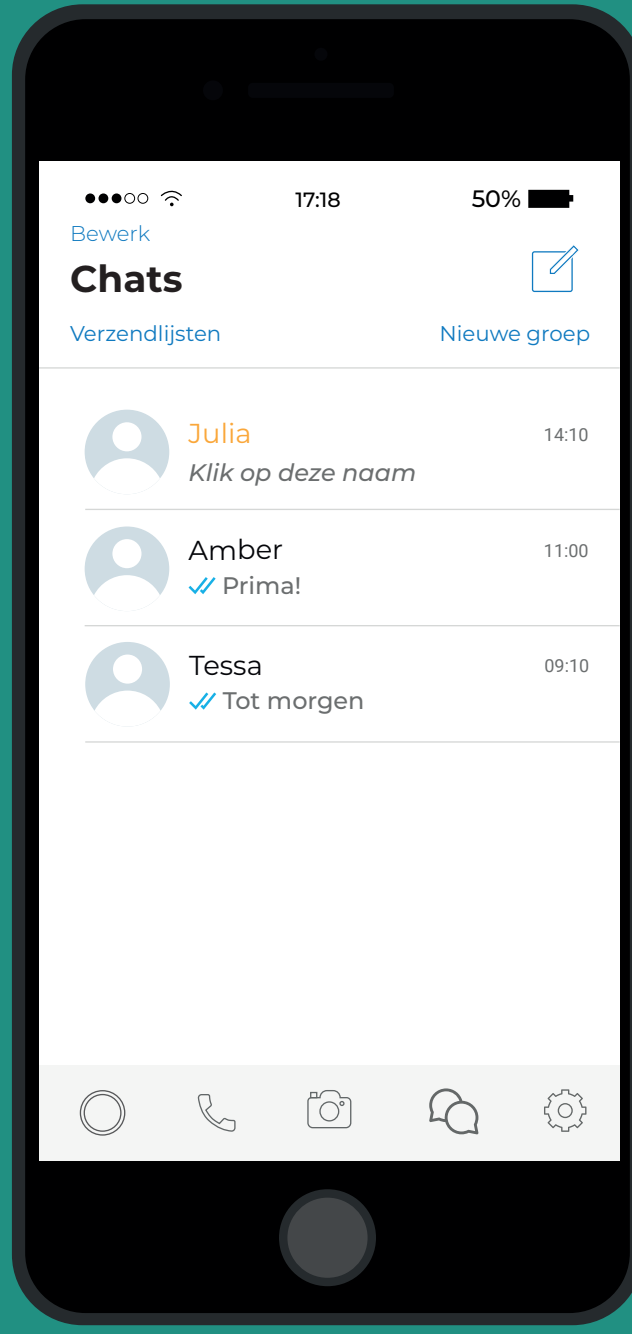 17:18 50%
Bewerk
Chats
Verzendlijsten Nieuwe groep
Julia 14:10
Klik op deze naam
Amber 11:00
Prima!
Tessa 09:10
Tot morgen